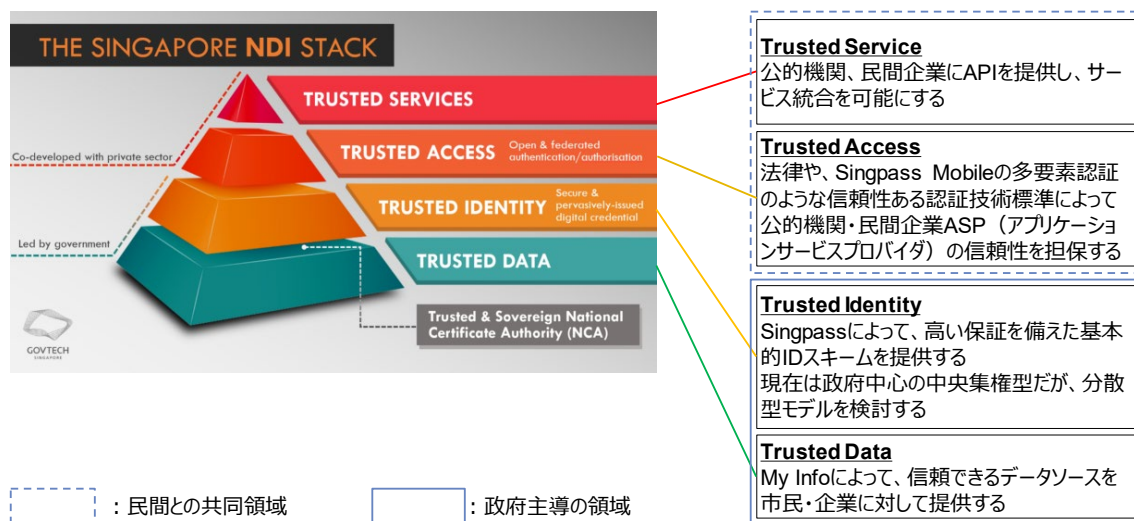 THE SINGAPORE NDI STACK
TRUSTED SERVICES
Co-developed with private sector
TRUSTED ACCESS
Open & federated
authentication/authorisation
TRUSTED IDENTITY
Secure &
pervasively-issued
digital credential
Led by government
TRUSTED DATA
Trusted & Sovereign National
Certificate Authority (NCA)
GOVTECH
SINGAPORE
Trusted Service
公的機関、民間企業にAPIを提供し、サー
ビス統合を可能にする
Trusted Access
法律や、Singpass Mobileの多要素認証
のような信頼性ある認証技術標準によって
公的機関・民間企業ASP（アプリケーショ
ンサービスプロバイダ）の信頼性を担保する
Trusted Identity
Singpassによって、高い保証を備えた基本
的IDスキームを提供する
現在は政府中心の中央集権型だが、分散
型モデルを検討する
Trusted Data
My Infoによって、信頼できるデータソースを
市民・企業に対して提供する
：民間との共同領域
：政府主導の領域